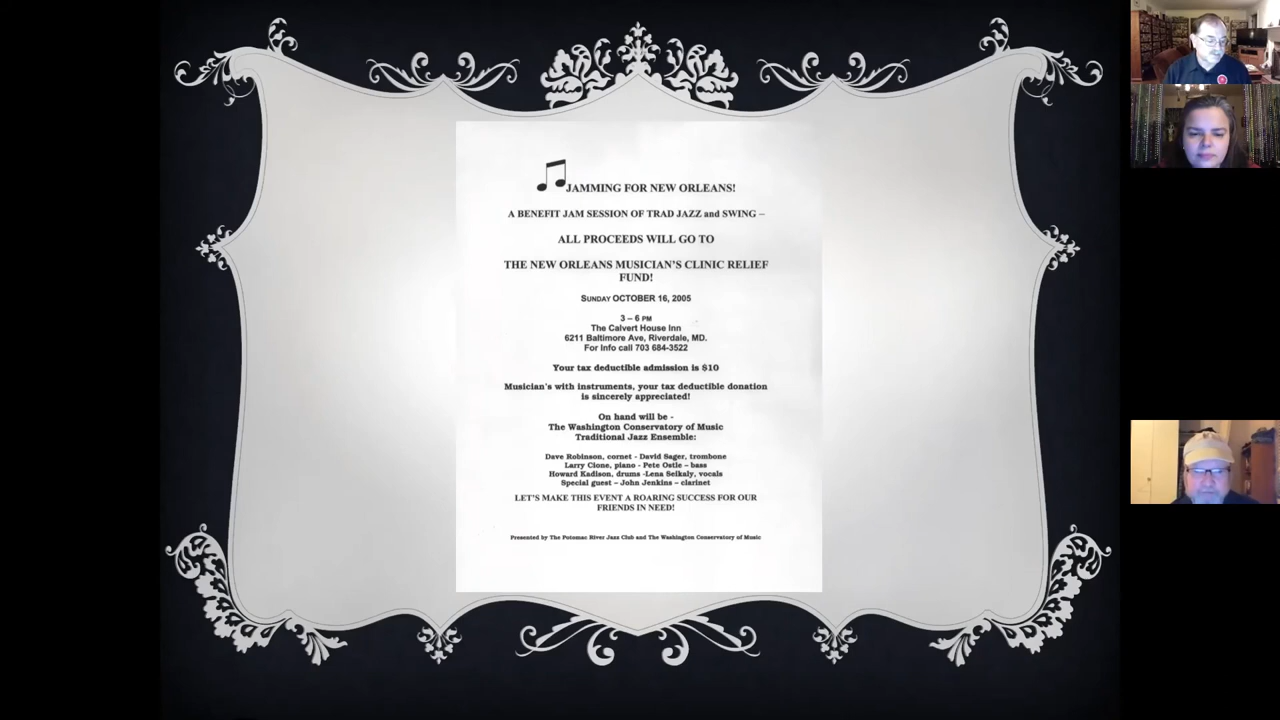 JAMMING FOR NEW ORLEANS!
A BENEFIT JAM SESSION OF TRAD JAZZ and SWING –
ALL PROCEEDS WILL GO TO
THE NEW ORLEANS MUSICIAN'S CLINIC RELIEF
FUND!
SUNDAY OCTOBER 16, 2005
3 – 6 PM
The Calvert House Inn
6211 Baltimore Ave, Riverdale, MD.
For Info call 703 684-3522
Your tax deductible admission is $10
Musician's with instruments, your tax deductible donation
is sincerely appreciated!
On hand will be -
The Washington Conservatory of Music
Traditional Jazz Ensemble:
Dave Robinson, cornet - David Sager, trombone
Larry Cione, piano - Pete Ostle – bass
Howard Kadison, drums -Lena Seikaly, vocals
Special guest – John Jenkins – clarinet
LET'S MAKE THIS EVENT A ROARING SUCCESS FOR OUR
FRIENDS IN NEED!
Presented by The Potomac River Jazz Club and The Washington Conservatory of Music